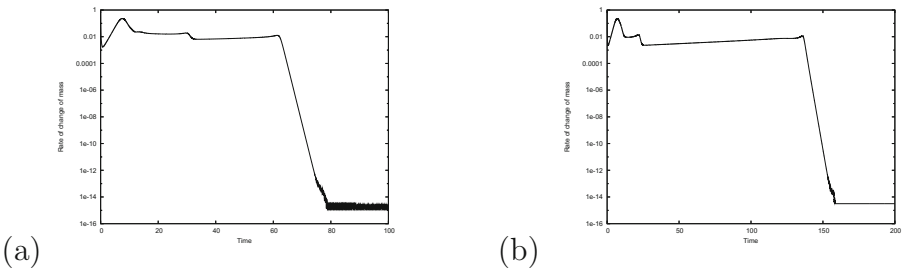 1
0.01
0.0001
1e-06
1e-08
1e-10
1e-12
1e-14
1e-16
Rate of change of mass
0 20 40 60 80 100
Time
(a)
1
0.01
0.0001
1e-06
1e-08
1e-10
1e-12
1e-14
1e-16
Rate of change of mass
0 50 100 150 200
Time
(b)